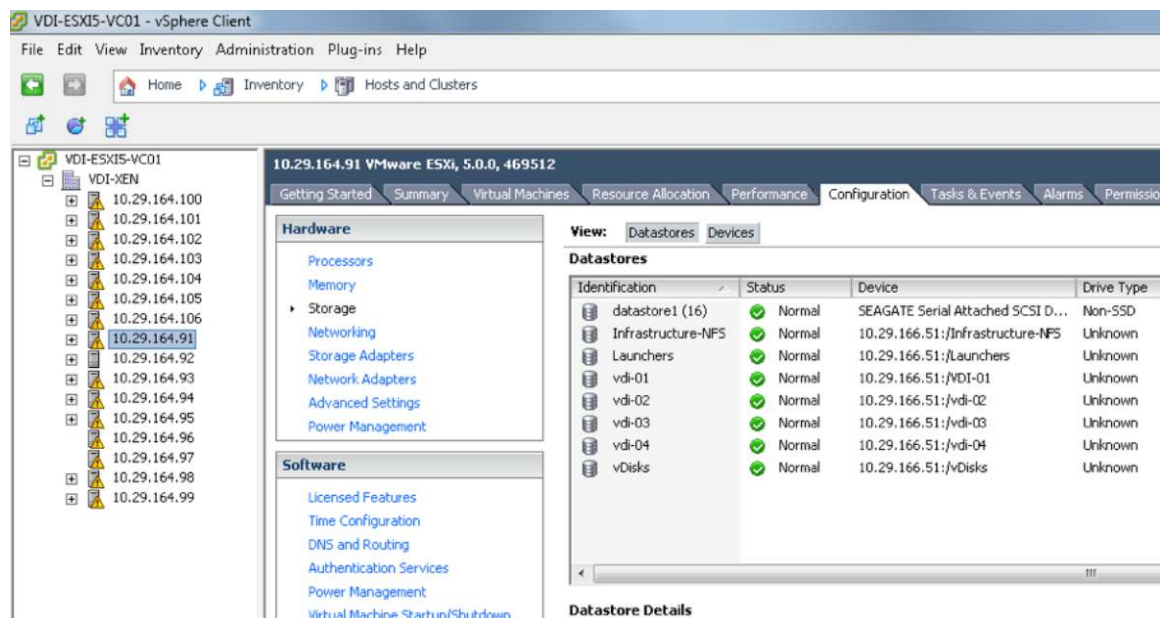 VDI-ESXI5-VC01 - vSphere Client
File Edit View Inventory Administration Plug-ins Help
Home Inventory Hosts and Clusters
VDI-ESXI5-VC01
VDI-XEN
10.29.164.100
10.29.164.101
10.29.164.102
10.29.164.103
10.29.164.104
10.29.164.105
10.29.164.106
10.29.164.91
10.29.164.92
10.29.164.93
10.29.164.94
10.29.164.95
10.29.164.96
10.29.164.97
10.29.164.98
10.29.164.99
10.29.164.91 VMware ESXi, 5.0.0, 469512
Getting Started Summary Virtual Machines Resource Allocation Performance Configuration Tasks & Events Alarms Permissio
Hardware
Processors
Memory
Storage
Networking
Storage Adapters
Network Adapters
Advanced Settings
Power Management
Software
Licensed Features
Time Configuration
DNS and Routing
Authentication Services
Power Management
Virtual Machine Startup/Shutdown
View: Datastores Devices
Datastores
Identification Status Device Drive Type
datastore1 (16) Normal SEAGATE Serial Attached SCSI D... Non-SSD
Infrastructure-NFS Normal 10.29.166.51:/Infrastructure-NFS Unknown
Launchers Normal 10.29.166.51:/Launchers Unknown
vdi-01 Normal 10.29.166.51:/VDI-01 Unknown
vdi-02 Normal 10.29.166.51:/vdi-02 Unknown
vdi-03 Normal 10.29.166.51:/vdi-03 Unknown
vdi-04 Normal 10.29.166.51:/vdi-04 Unknown
vDisks Normal 10.29.166.51:/vDisks Unknown
Datastore Details